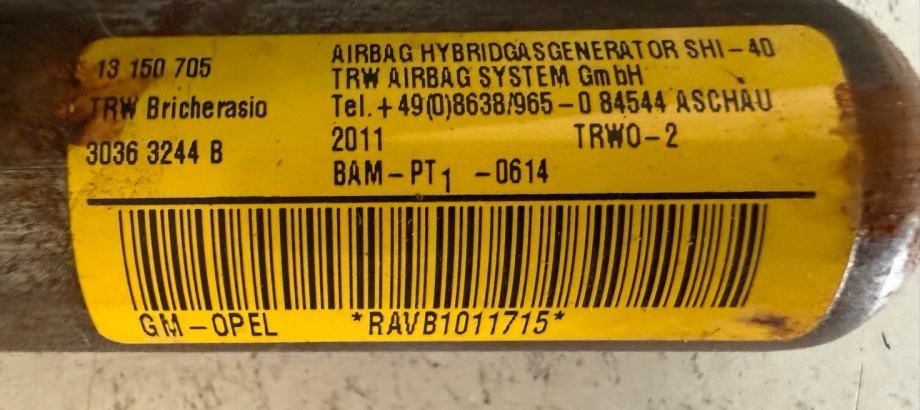 13 150 705
TRW Bricherasio
3036 3244 B
AIRBAG HYBRIDGASGENERATOR SHI-40
TRW AIRBAG SYSTEM GmbH
Tel.+49(0)8638/965-0 84544 ASCHAU
2011 TRWO-2
BAM-PT1 -0614
GM-OPEL *RAVB1011715*